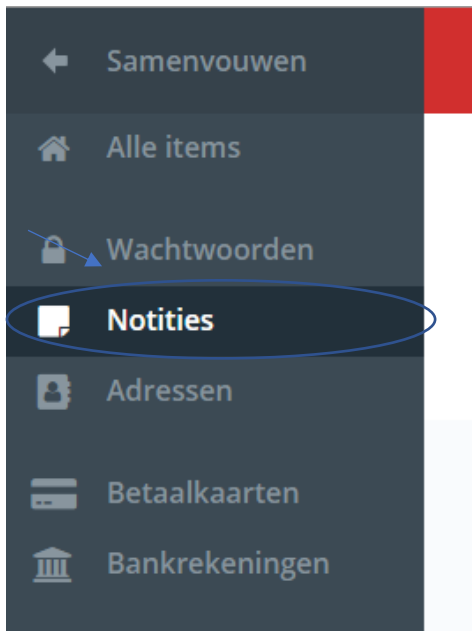 Samenvouwen
Alle items
Wachtwoorden
Notities
Adressen
Betaalkaarten
Bankrekeningen